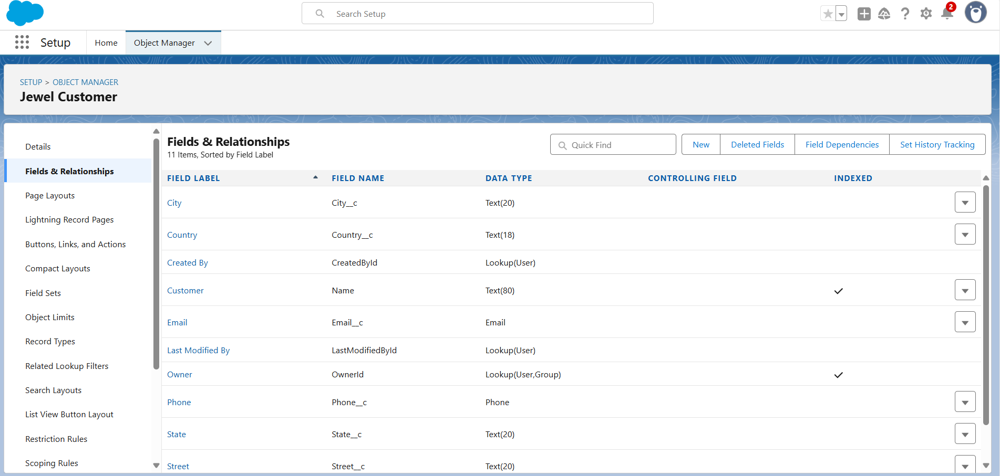 Search Setup
2
Setup
Home
Object Manager
SETUP > OBJECT MANAGER
Jewel Customer
Details
Fields & Relationships
Page Layouts
Lightning Record Pages
Buttons, Links, and Actions
Compact Layouts
Field Sets
Object Limits
Record Types
Related Lookup Filters
Search Layouts
List View Button Layout
Restriction Rules
Scoping Rules
Fields & Relationships
11 Items, Sorted by Field Label
Quick Find
New
Deleted Fields
Field Dependencies
Set History Tracking
FIELD LABEL FIELD NAME DATA TYPE CONTROLLING FIELD INDEXED
City City__c Text(20)
Country Country__c Text(18)
Created By CreatedById Lookup(User)
Customer Name Text(80)
Email Email__c Email
Last Modified By LastModifiedById Lookup(User)
Owner OwnerId Lookup(User,Group)
Phone Phone__c Phone
State State__c Text(20)
Street Street__c Text(20)